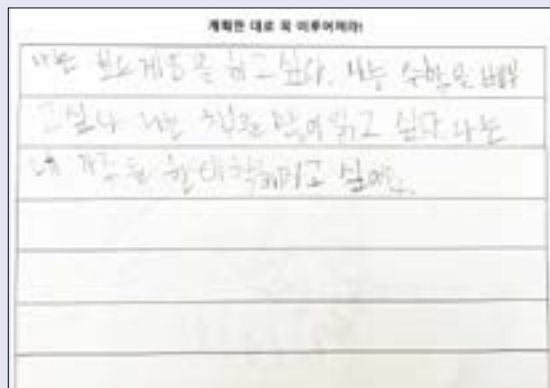 계획한 대로 꼭 이루어져라!
나는 보드게임을 하고 싶다. 나는 수학을 배우
고싶다 나는 책을 많이 읽고 싶다. 나는
내 가족들